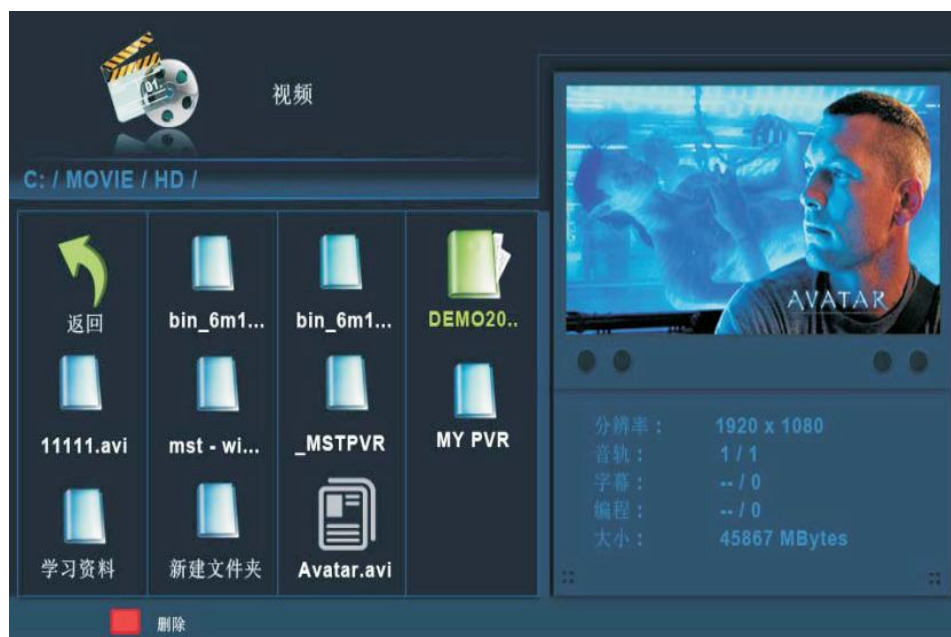 01.
视频
C: / MOVIE / HD /
返回
bin_6m1...
bin_6m1...
DEMO20..
11111.avi
mst - wi...
_MSTPVR
MY PVR
学习资料
新建文件夹
Avatar.avi
AVATAR
分辨率： 1920 x 1080
音轨： 1 / 1
字幕： -- / 0
编程： -- / 0
大小： 45867 MBytes
删除